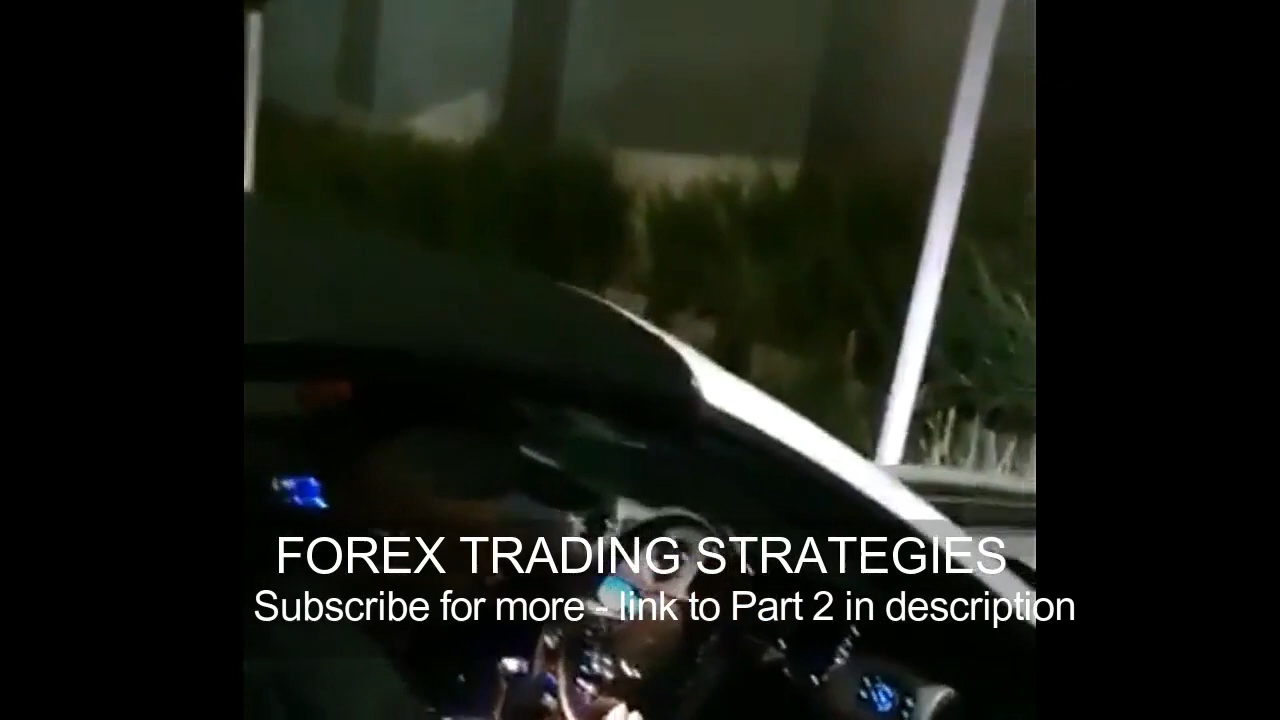 FOREX TRADING STRATEGIES
Subscribe for more - link to Part 2 in description